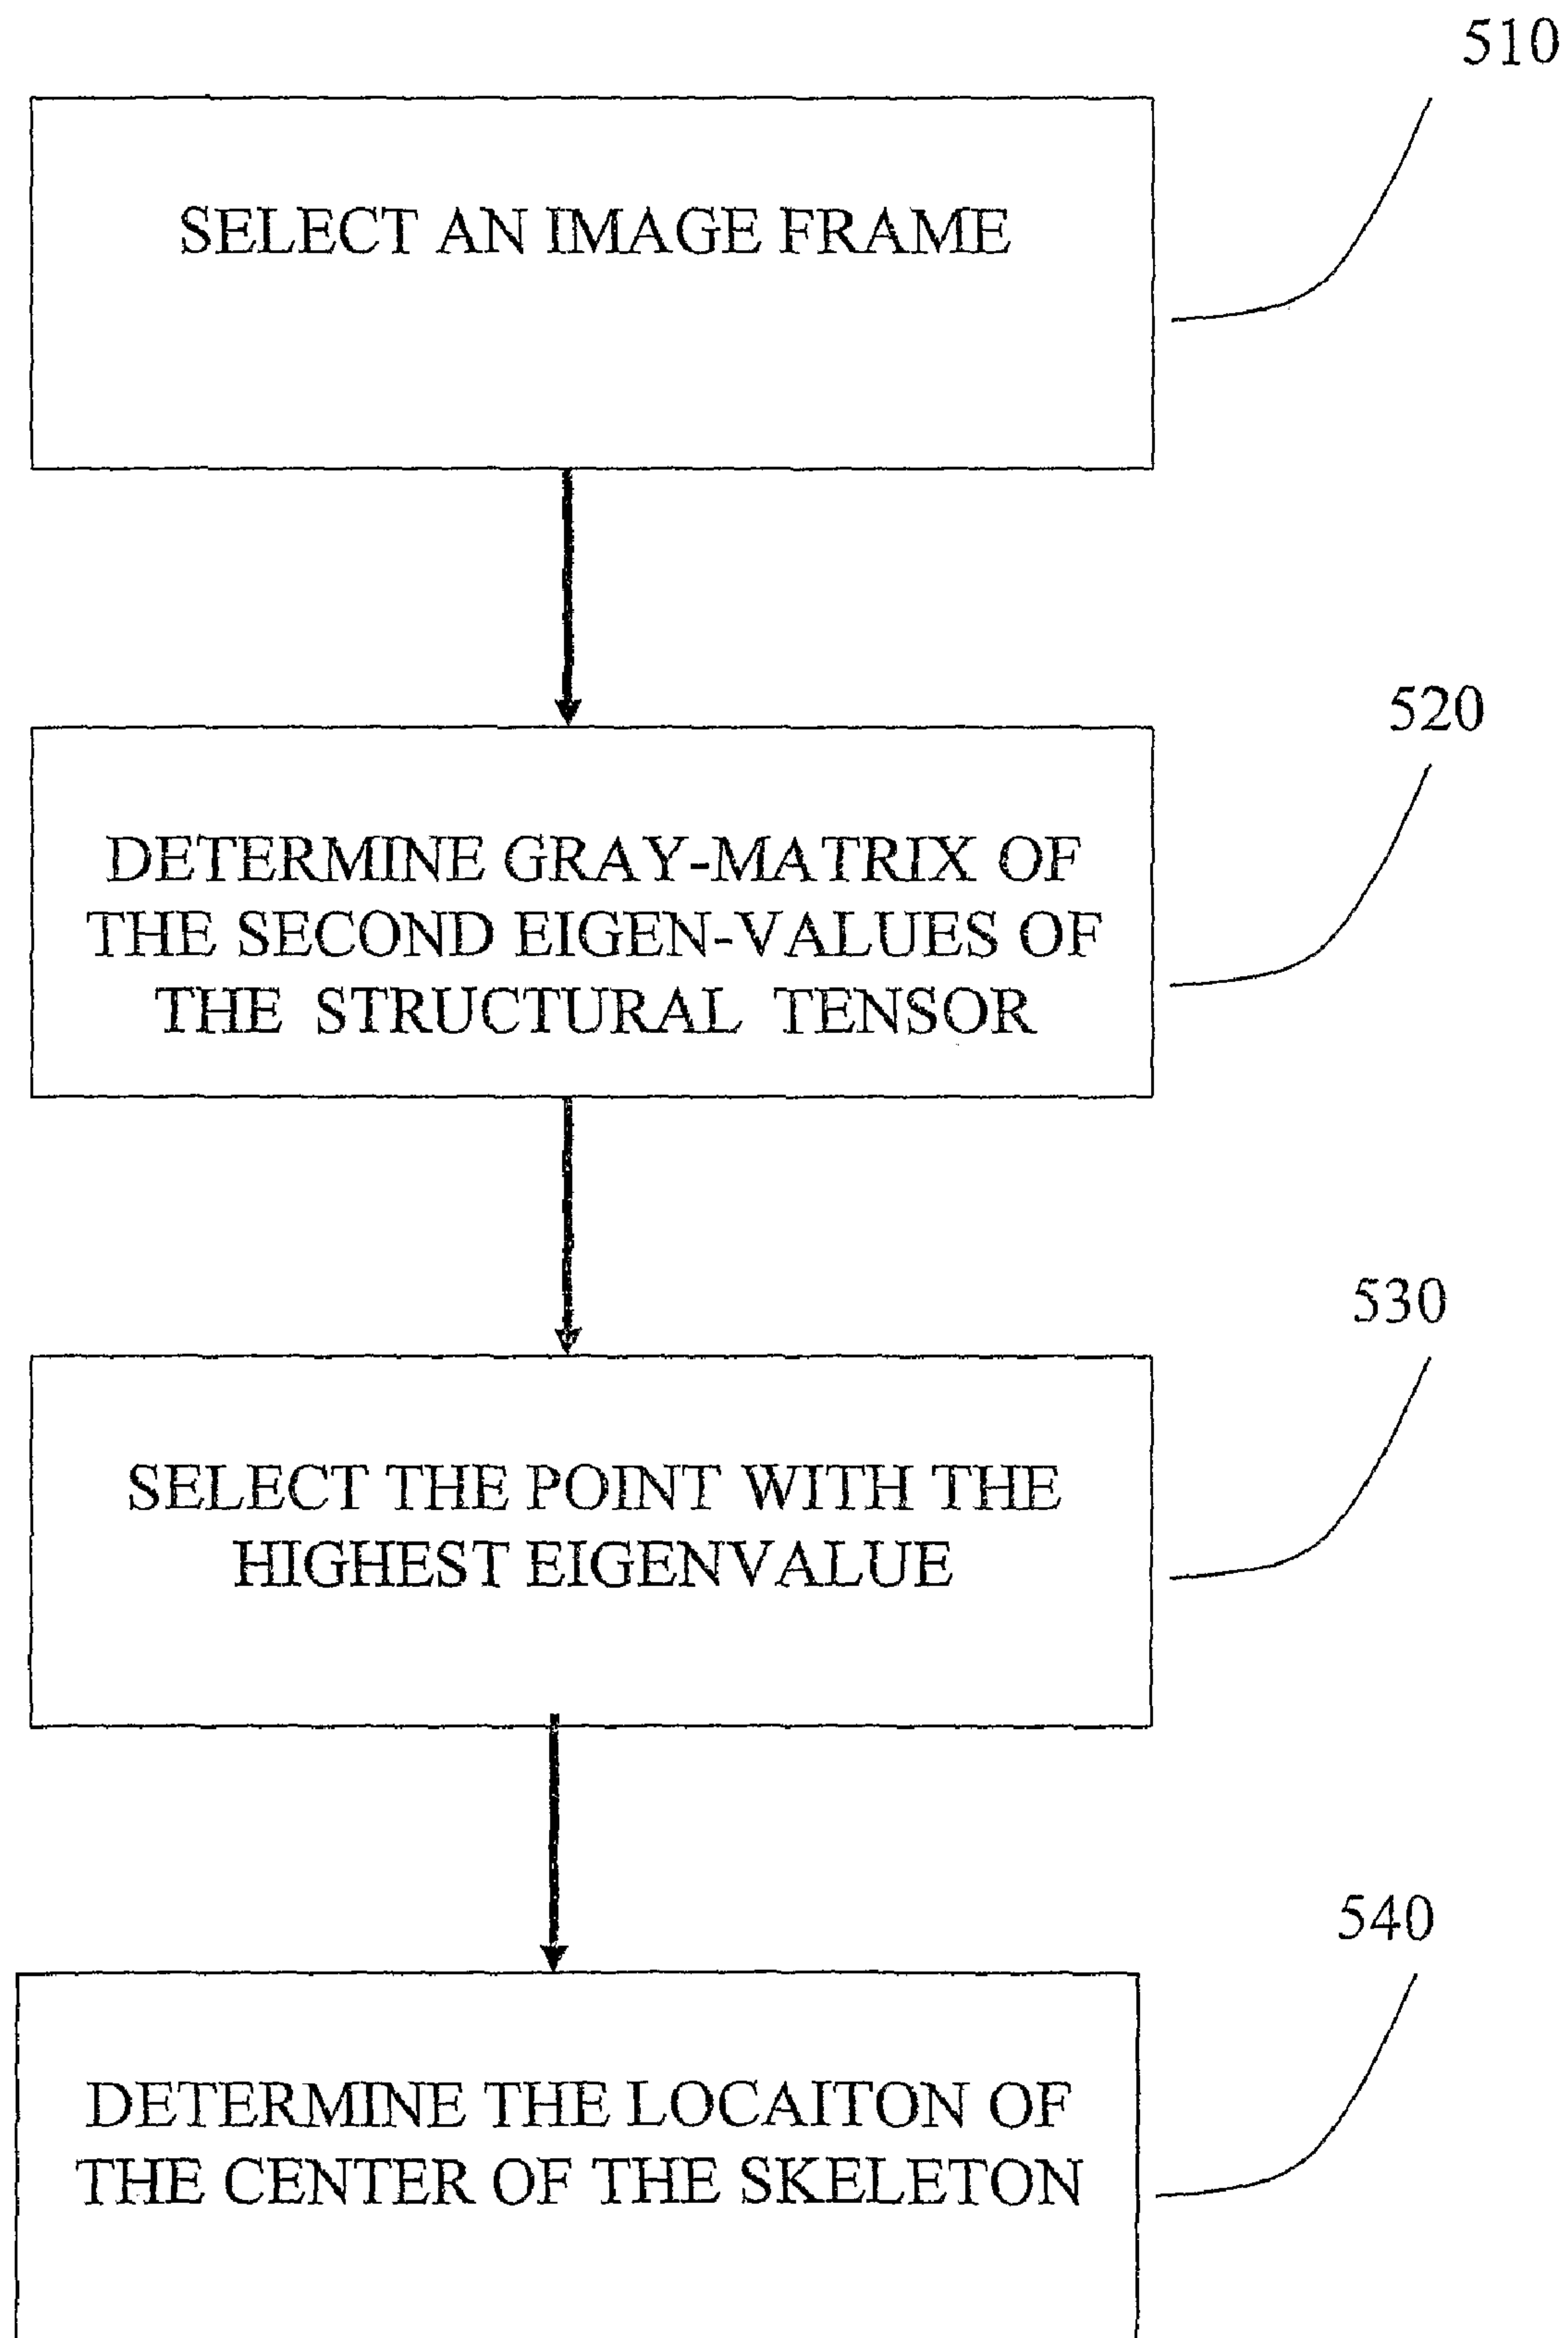 510
SELECT AN IMAGE FRAME
520
DETERMINE GRAY-MATRIX OF
THE SECOND EIGEN-VALUES OF
THE STRUCTURAL TENSOR
530
SELECT THE POINT WITH THE
HIGHEST EIGENVALUE
540
DETERMINE THE LOCAITON OF
THE CENTER OF THE SKELETON